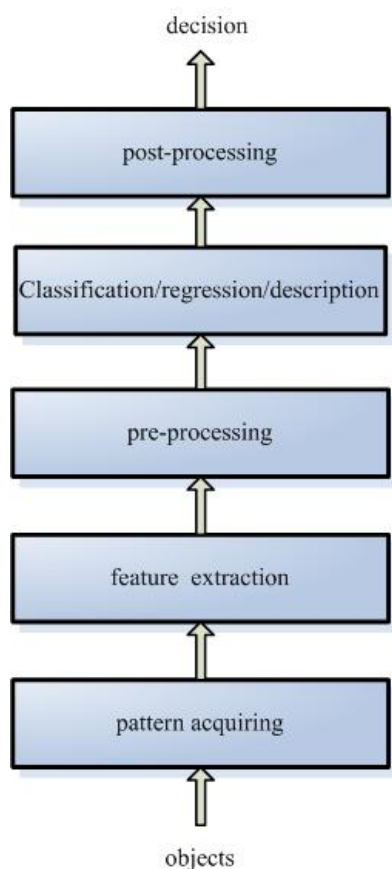 decision
post-processing
Classification/regression/description
pre-processing
feature extraction
pattern acquiring
objects